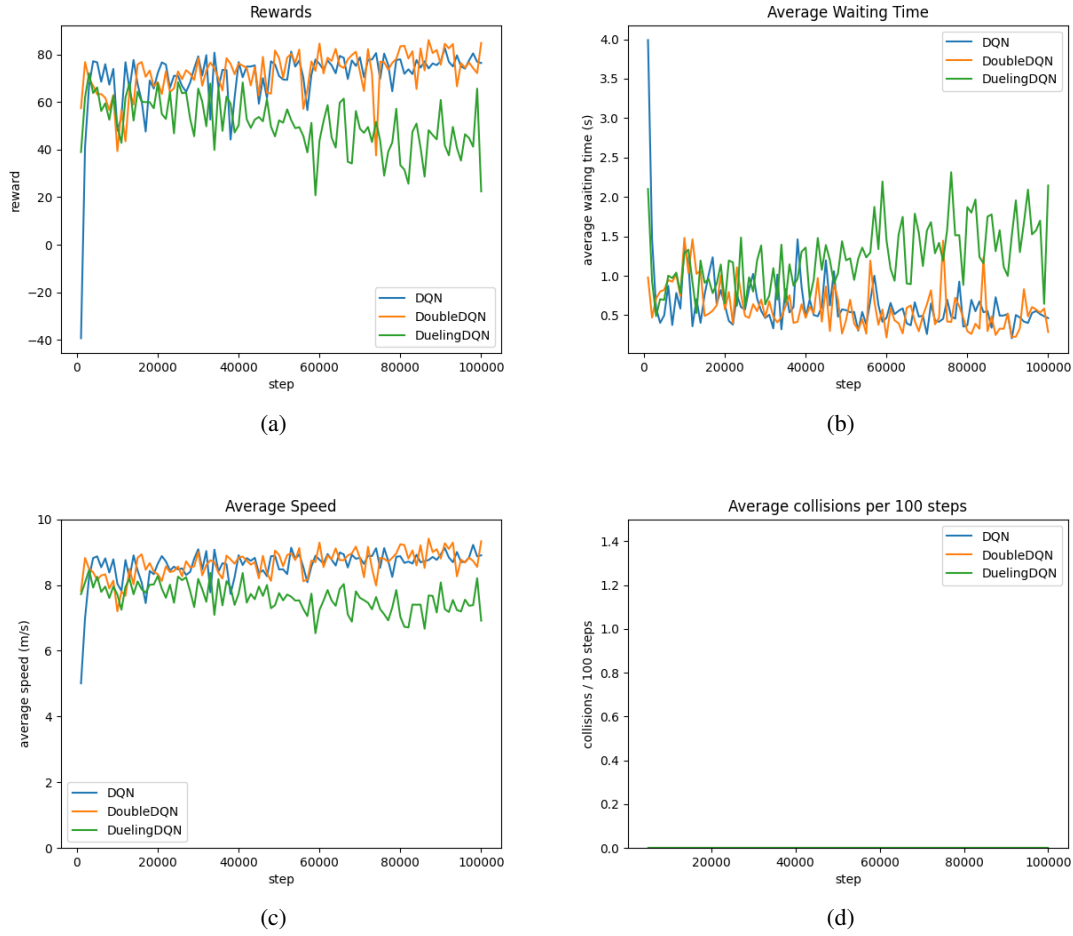 Rewards
80
60
40
20
0
−20
−40
reward
0
20000
40000
60000
80000
100000
step
DQN
DoubleDQN
DuelingDQN
(a)
Average Waiting Time
4.0
3.5
3.0
2.5
2.0
1.5
1.0
0.5
average waiting time (s)
0
20000
40000
60000
80000
100000
step
DQN
DoubleDQN
DuelingDQN
(b)
Average Speed
10
8
6
4
2
0
average speed (m/s)
0
20000
40000
60000
80000
100000
step
DQN
DoubleDQN
DuelingDQN
(c)
Average collisions per 100 steps
1.4
1.2
1.0
0.8
0.6
0.4
0.2
0.0
collisions / 100 steps
20000
40000
60000
80000
100000
step
DQN
DoubleDQN
DuelingDQN
(d)